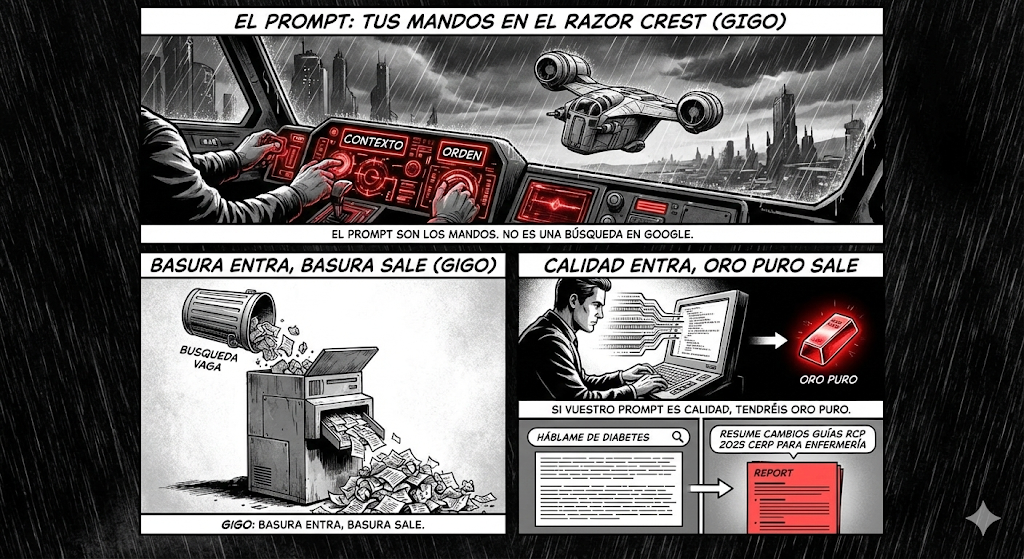 EL PROMPT: TUS MANDOS EN EL RAZOR CREST (GIGO)
CONTEXTO
ORDEN
EL PROMPT SON LOS MANDOS. NO ES UNA BÚSQUEDA EN GOOGLE.
BASURA ENTRA, BASURA SALE (GIGO)
BUSQUEDA
VAGA
GIGO: BASURA ENTRA, BASURA SALE.
CALIDAD ENTRA, ORO PURO SALE
ORO PURO
SI VUESTRO PROMPT ES CALIDAD, TENDRÉIS ORO PURO.
HÁBLAME DE DIABETES
RESUME CAMBIOS GUÍAS RCP
2025 CERP PARA ENFERMERÍA
REPORT